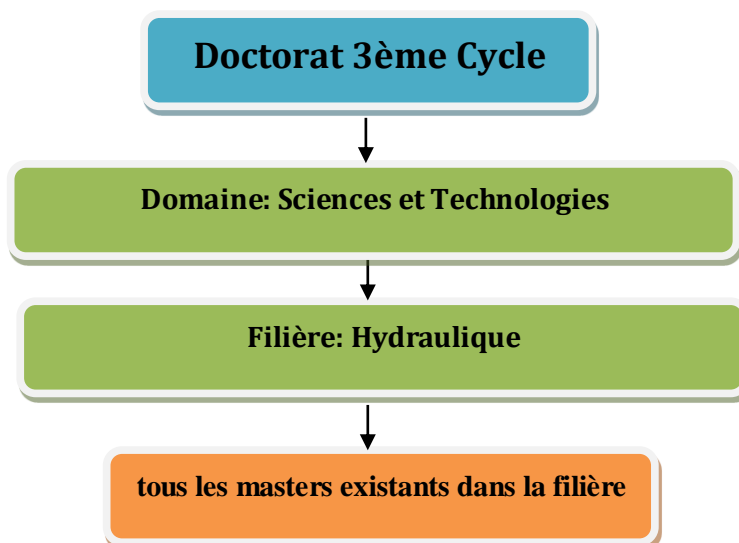 Doctorat 3ème Cycle
Domaine: Sciences et Technologies
Filière: Hydraulique
tous les masters existants dans la filière